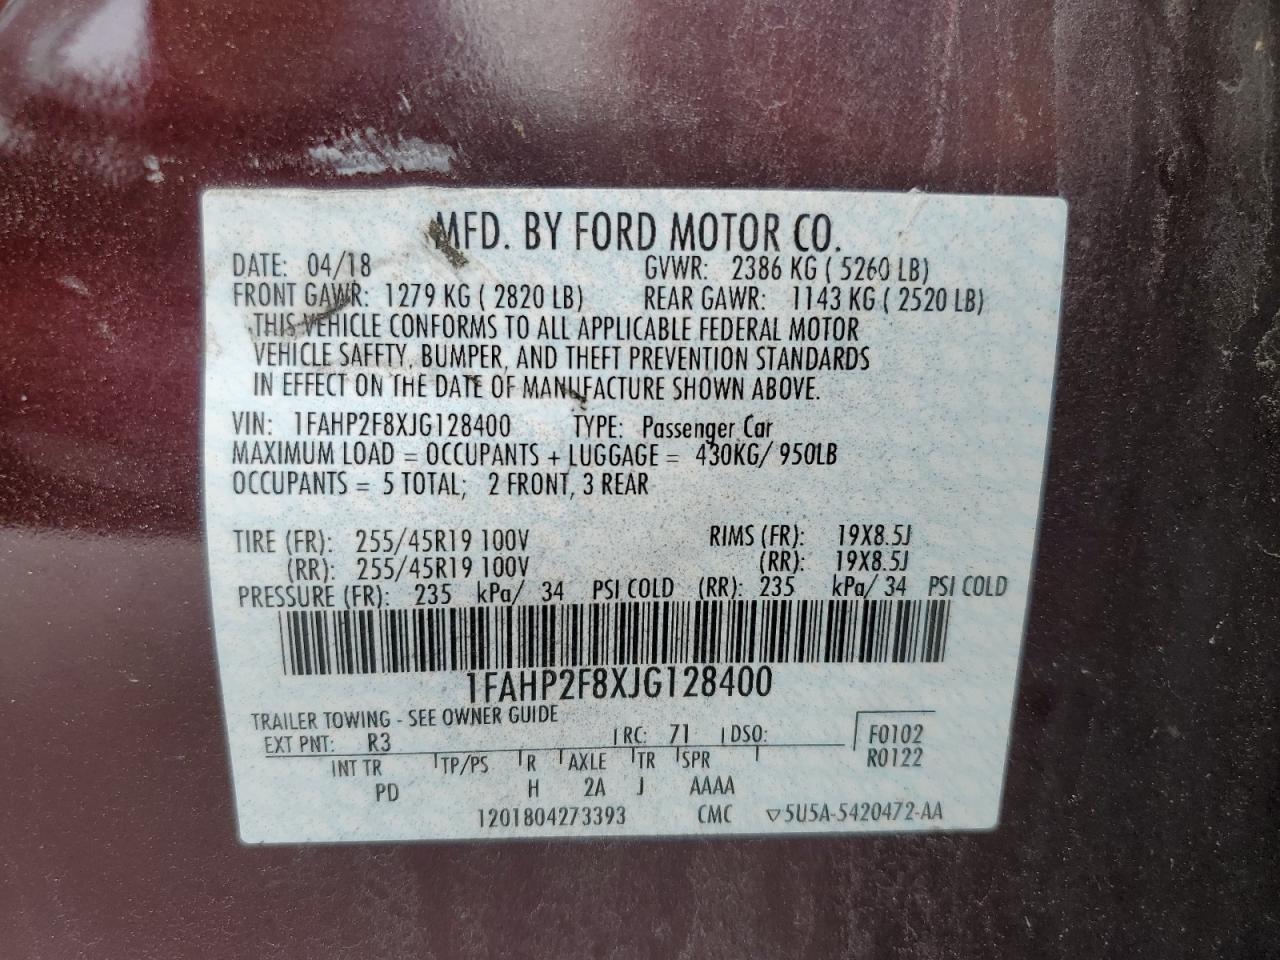 MFD. BY FORD MOTOR CO.
DATE: 04/18 GVWR: 2386 KG ( 5260 LB)
FRONT GAWR: 1279 KG ( 2820 LB) REAR GAWR: 1143 KG ( 2520 LB)
THIS VEHICLE CONFORMS TO ALL APPLICABLE FEDERAL MOTOR
VEHICLE SAFETY, BUMPER, AND THEFT PREVENTION STANDARDS
IN EFFECT ON THE DATE OF MANUFACTURE SHOWN ABOVE.
VIN: 1FAHP2F8XJG128400 TYPE: Passenger Car
MAXIMUM LOAD = OCCUPANTS + LUGGAGE = 430KG/ 950LB
OCCUPANTS = 5 TOTAL; 2 FRONT, 3 REAR
TIRE (FR): 255/45R19 100V RIMS (FR): 19X8.5J
(RR): 255/45R19 100V (RR): 19X8.5J
PRESSURE (FR): 235 kPa/ 34 PSI COLD (RR): 235 kPa/ 34 PSI COLD
1FAHP2F8XJG128400
TRAILER TOWING - SEE OWNER GUIDE
EXT PNT: R3 RC: 71 DSO: F0102
INT TR TP/PS R AXLE TR SPR R0122
PD H 2A J AAAA
1201804273393 CMC ▽5U5A-5420472-AA